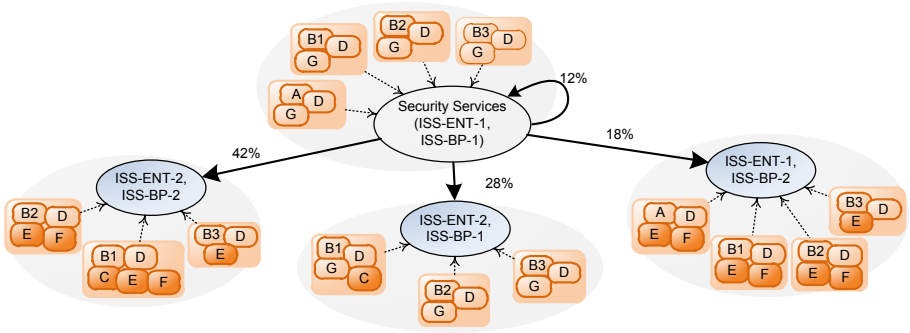 B1
D
G
B2
D
G
B3
D
G
A
D
G
Security Services
(ISS-ENT-1,
ISS-BP-1)
12%
42%
28%
18%
ISS-ENT-2,
ISS-BP-2
B2
D
E
F
B1
D
C
E
F
B3
D
E
ISS-ENT-2,
ISS-BP-1
B1
D
G
C
B2
D
G
B3
D
G
ISS-ENT-1,
ISS-BP-2
A
D
E
F
B1
D
E
F
B2
D
E
F
B3
D
E